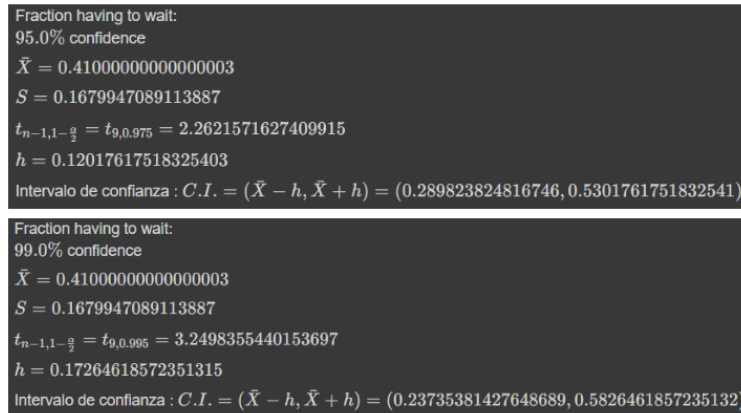 Fraction having to wait:
95.0% confidence
X̄ = 0.41000000000000003
S = 0.1679947089113887
t_{n−1,1−α/2} = t_{9,0.975} = 2.2621571627409915
h = 0.12017617518325403
Intervalo de confianza : C.I. = (X̄ − h, X̄ + h) = (0.289823824816746, 0.5301761751832541)
Fraction having to wait:
99.0% confidence
X̄ = 0.41000000000000003
S = 0.1679947089113887
t_{n−1,1−α/2} = t_{9,0.995} = 3.2498355440153697
h = 0.17264618572351315
Intervalo de confianza : C.I. = (X̄ − h, X̄ + h) = (0.23735381427648689, 0.5826461857235132)